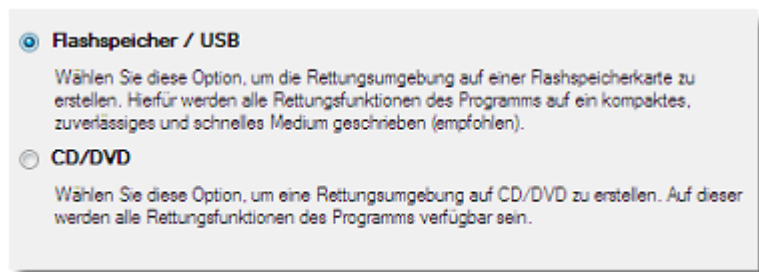 Flashspeicher / USB
Wählen Sie diese Option, um die Rettungsumgebung auf einer Flashspeicherkarte zu
erstellen. Hierfür werden alle Rettungsfunktionen des Programms auf ein kompaktes,
zuverlässiges und schnelles Medium geschrieben (empfohlen).
CD/DVD
Wählen Sie diese Option, um eine Rettungsumgebung auf CD/DVD zu erstellen. Auf dieser
werden alle Rettungsfunktionen des Programms verfügbar sein.